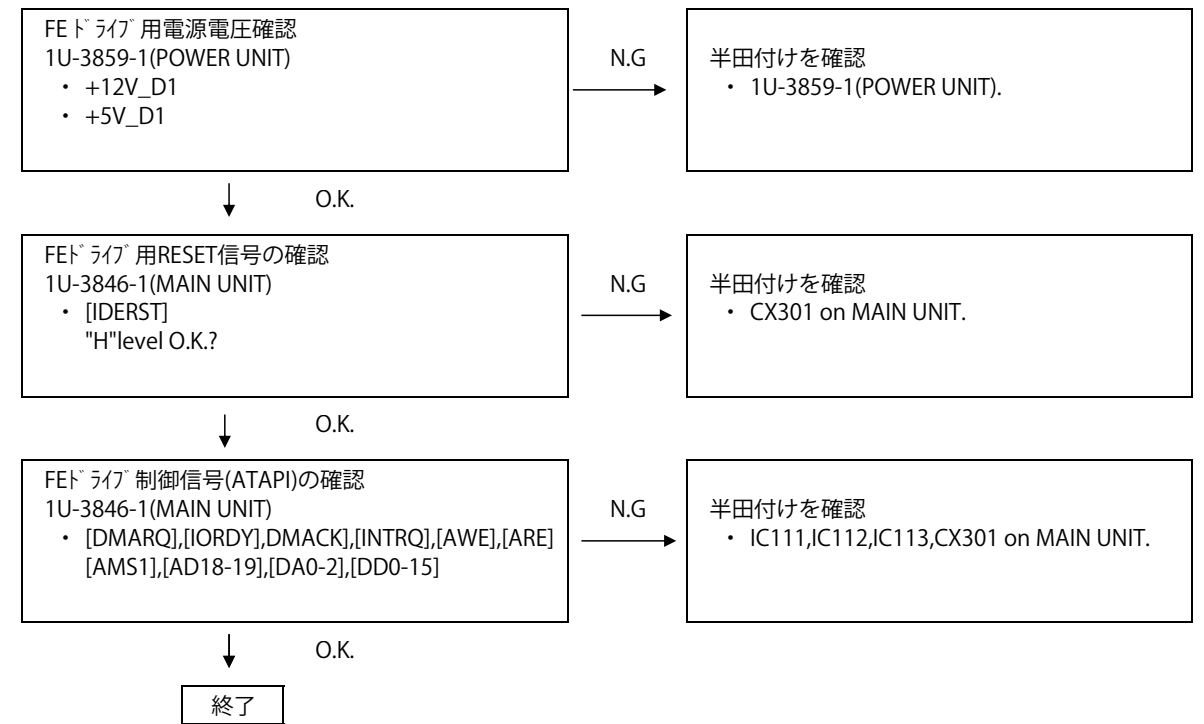 FEﾄﾞﾗｲﾌﾞ用電源電圧確認
1U-3859-1(POWER UNIT)
・ +12V_D1
・ +5V_D1
N.G
半田付けを確認
・ 1U-3859-1(POWER UNIT).
O.K.
FEﾄﾞﾗｲﾌﾞ用RESET信号の確認
1U-3846-1(MAIN UNIT)
・ [IDERST]
"H"level O.K.?
N.G
半田付けを確認
・ CX301 on MAIN UNIT.
O.K.
FEﾄﾞﾗｲﾌﾞ制御信号(ATAPI)の確認
1U-3846-1(MAIN UNIT)
・ [DMARQ],[IORDY],DMACK],[INTRQ],[AWE],[ARE]
[AMS1],[AD18-19],[DA0-2],[DD0-15]
N.G
半田付けを確認
・ IC111,IC112,IC113,CX301 on MAIN UNIT.
O.K.
終了